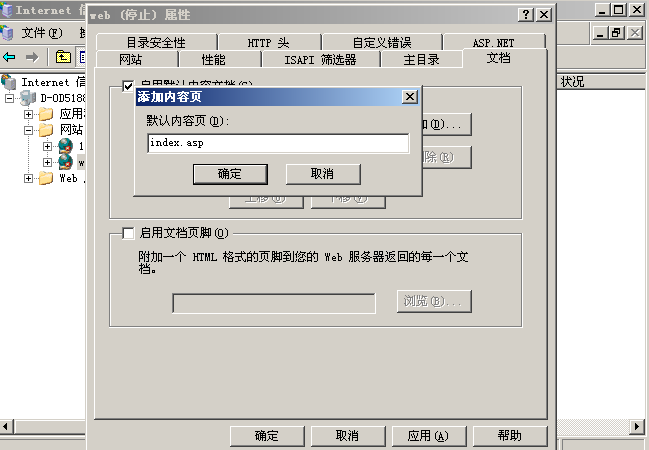 Internet 信
web (停止) 属性
文件(F)
目录安全性 HTTP 头 自定义错误 ASP.NET
网站 性能 ISAPI 筛选器 主目录 文档
Internet 信
状况
D-OD5188
应用
网站
1
w
Web
启用默认内容文档(C)
添加内容页
默认内容页(D):
(D)...
index.asp
除(R)
确定 取消
上移(U) 下移(V)
启用文档页脚(O)
附加一个 HTML 格式的页脚到您的 Web 服务器返回的每一个文
档。
浏览(B)...
确定 取消 应用(A) 帮助